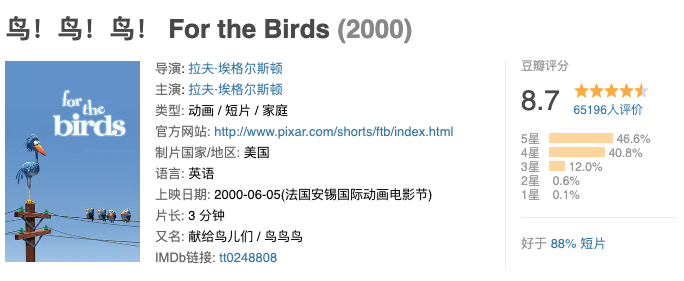 鸟！鸟！鸟！ For the Birds (2000)
for
the
birds
导演: 拉夫·埃格尔斯顿
主演: 拉夫·埃格尔斯顿
类型: 动画 / 短片 / 家庭
官方网站: http://www.pixar.com/shorts/ftb/index.html
制片国家/地区: 美国
语言: 英语
上映日期: 2000-06-05(法国安锡国际动画电影节)
片长: 3 分钟
又名: 献给鸟儿们 / 鸟鸟鸟
IMDb链接: tt0248808
豆瓣评分
8.7
65196人评价
5星 46.6%
4星 40.8%
3星 12.0%
2星 0.6%
1星 0.1%
好于 88% 短片